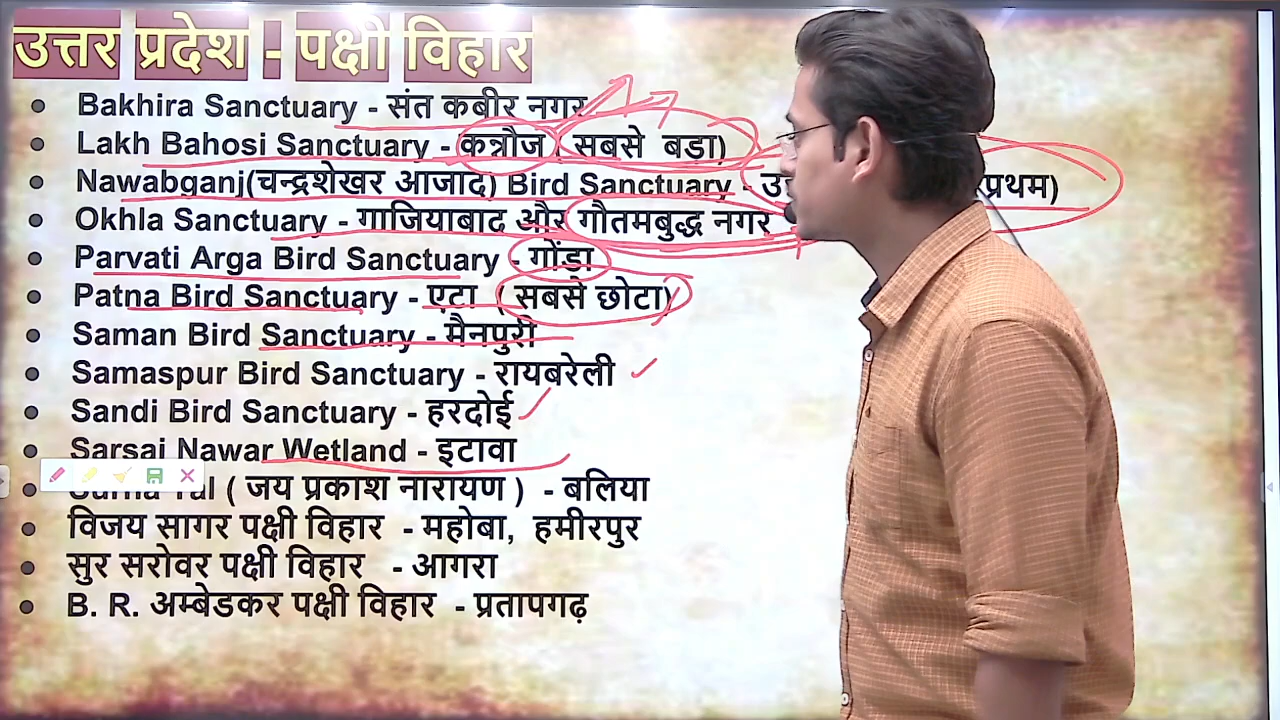 उत्तर प्रदेश - पक्षी विहार
Bakhira Sanctuary - संत कबीर नगर
Lakh Bahosi Sanctuary - कन्नौज ( सबसे बडा)
Nawabganj(चन्द्रशेखर आजाद) Bird Sanctuary -
Okhla Sanctuary - गाजियाबाद और गौतमबुद्ध नगर
Parvati Arga Bird Sanctuary - गोंडा
Patna Bird Sanctuary - एटा ( सबसे छोटा)
Saman Bird Sanctuary - मैनपुरी
Samaspur Bird Sanctuary - रायबरेली
Sandi Bird Sanctuary - हरदोई
Sarsai Nawar Wetland - इटावा
Tal ( जय प्रकाश नारायण ) - बलिया
विजय सागर पक्षी विहार - महोबा, हमीरपुर
सुर सरोवर पक्षी विहार - आगरा
B. R. अम्बेडकर पक्षी विहार - प्रतापगढ़